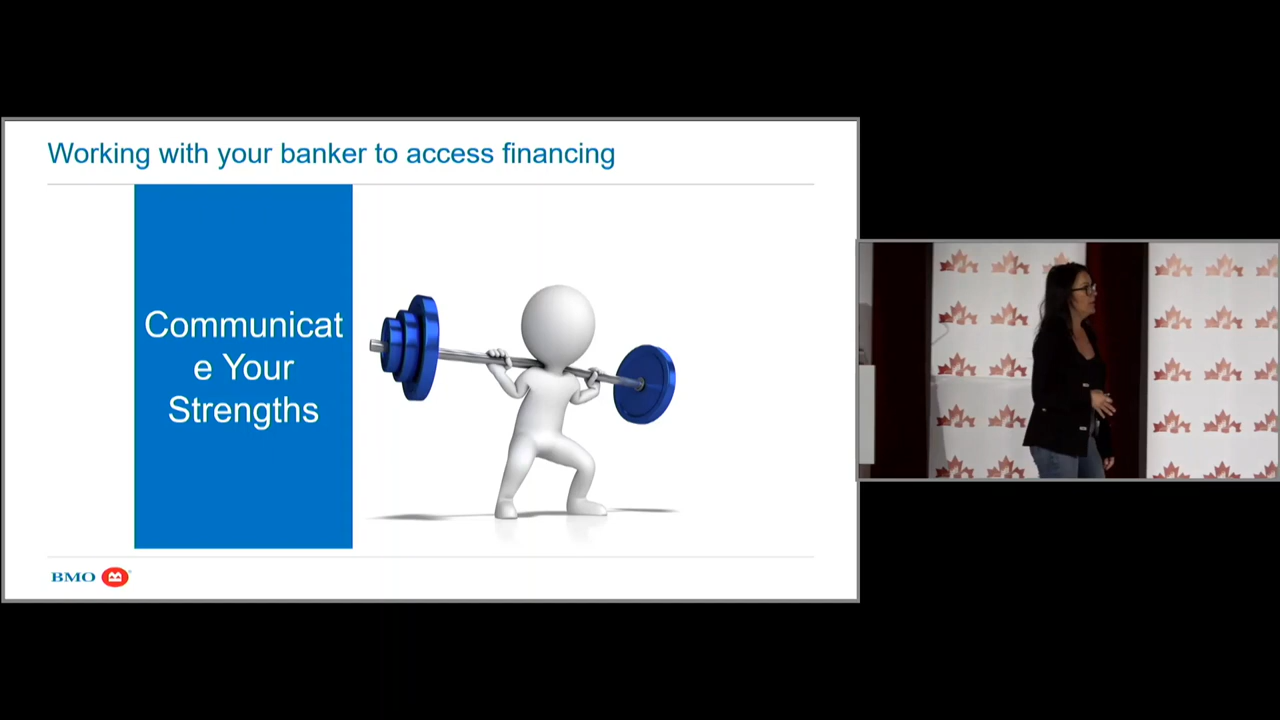 Working with your banker to access financing
Communicat
e Your
Strengths
BMO